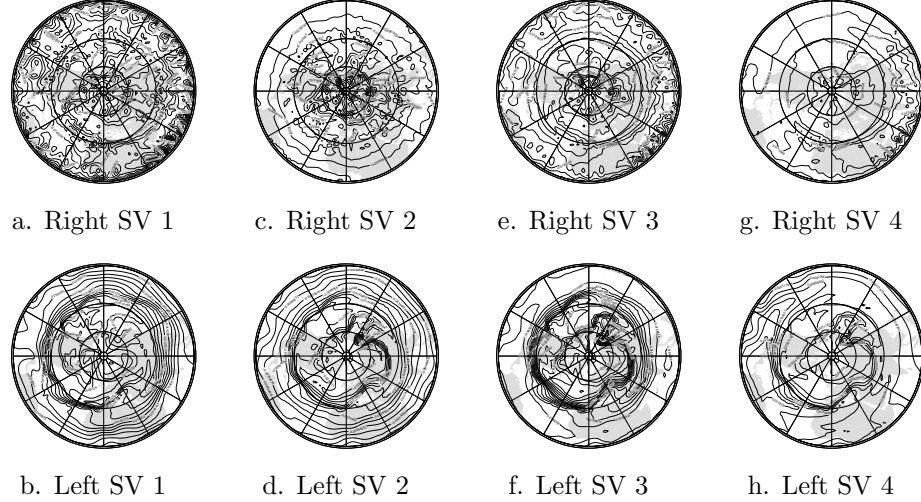 a. Right SV 1 c. Right SV 2 e. Right SV 3 g. Right SV 4
b. Left SV 1 d. Left SV 2 f. Left SV 3 h. Left SV 4